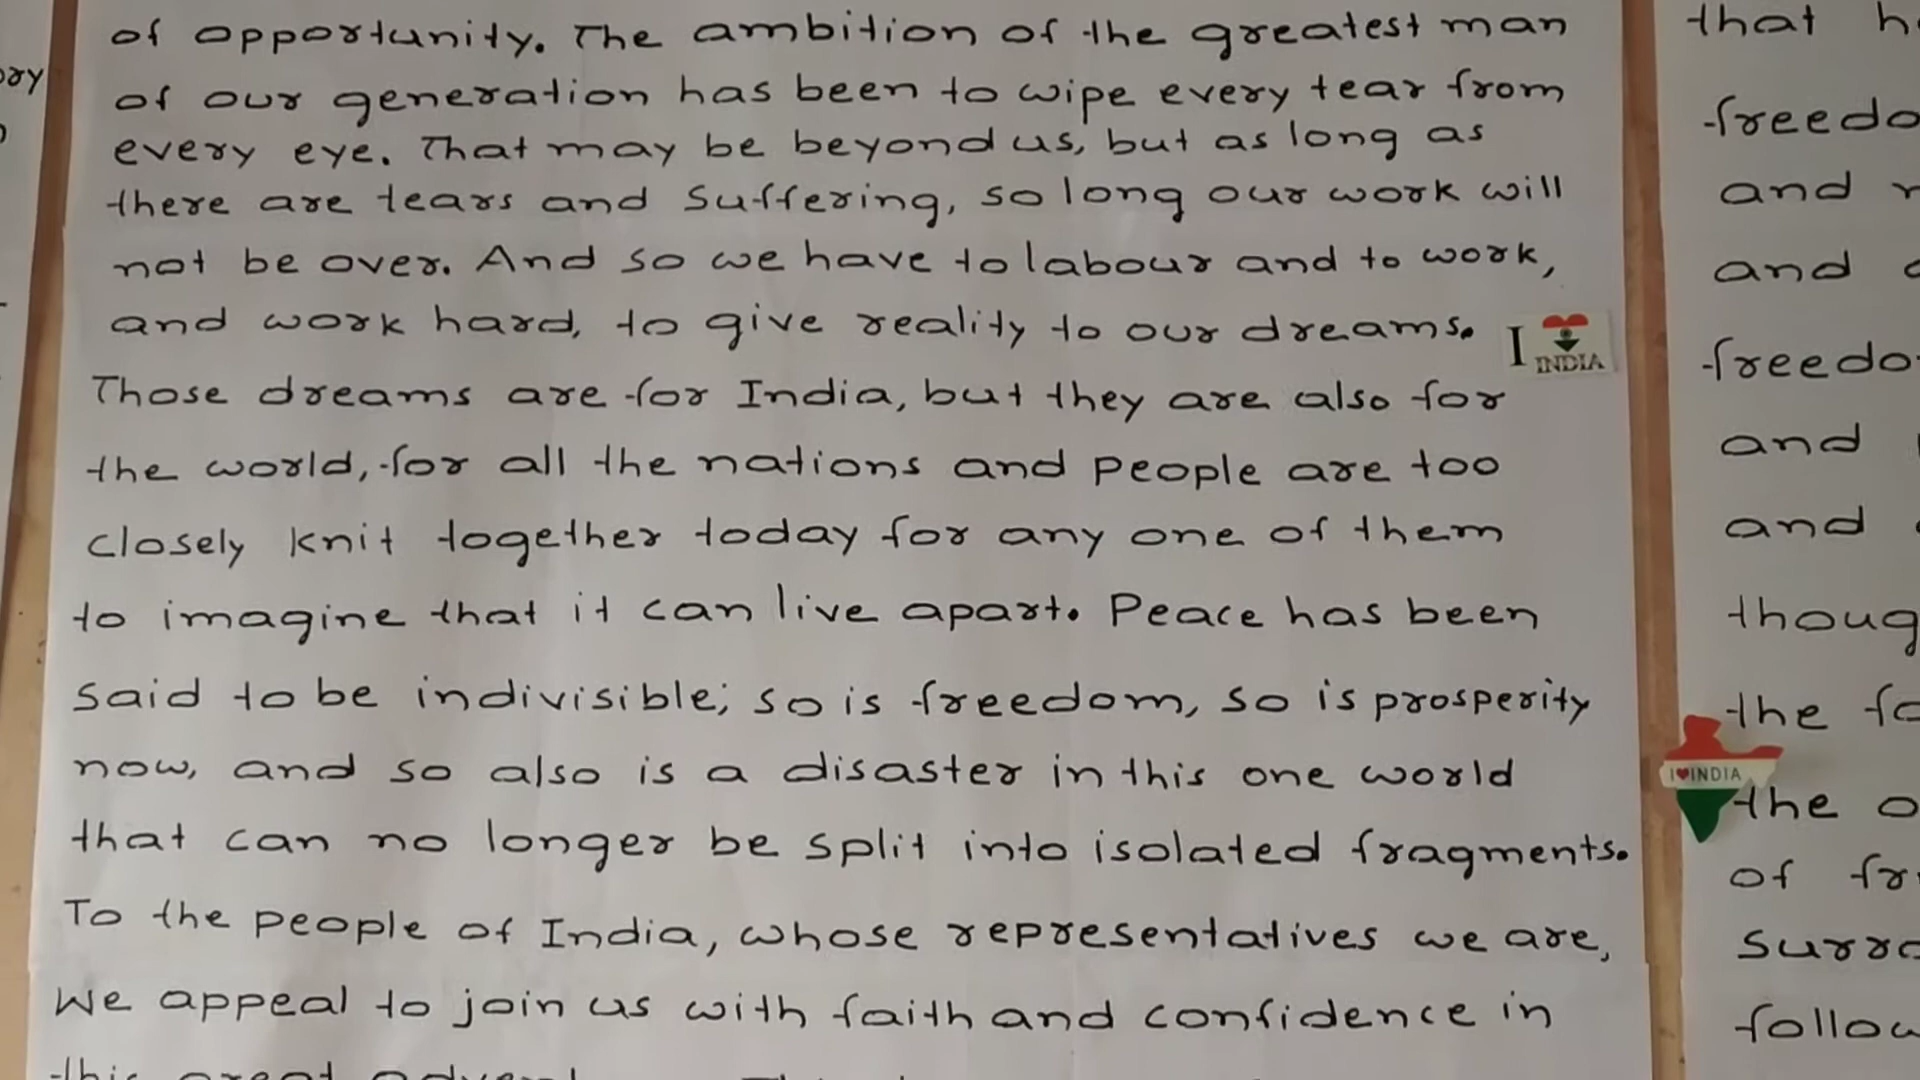 of opportunity. The ambition of the greatest man
of our generation has been to wipe every tear from
every eye. That may be beyond us, but as long as
there are tears and suffering, so long our work will
not be over. And so we have to labour and to work,
and work hard, to give reality to our dreams.
I INDIA
Those dreams are for India, but they are also for
the world, for all the nations and people are too
closely knit together today for any one of them
to imagine that it can live apart. Peace has been
said to be indivisible; so is freedom, so is prosperity
now, and so also is a disaster in this one world
that can no longer be split into isolated fragments.
To the people of India, whose representatives we are,
We appeal to join us with faith and confidence in
that
and
and
and
and
the
I♥INDIA
the
of